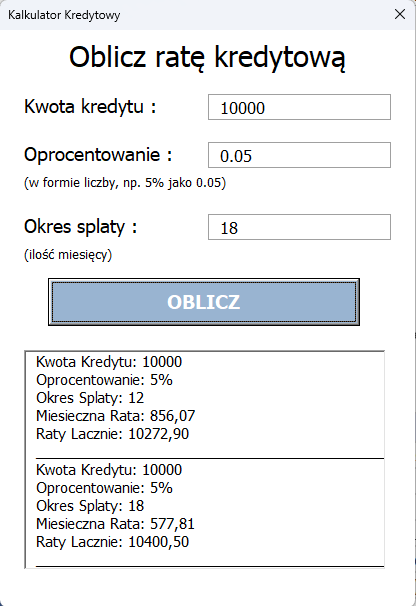 Kalkulator Kredytowy
Oblicz ratę kredytową
Kwota kredytu : 10000
Oprocentowanie : 0.05
(w formie liczby, np. 5% jako 0.05)
Okres splaty : 18
(ilość miesięcy)
OBLICZ
Kwota Kredytu: 10000
Oprocentowanie: 5%
Okres Splaty: 12
Miesieczna Rata: 856,07
Raty Lacznie: 10272,90
Kwota Kredytu: 10000
Oprocentowanie: 5%
Okres Splaty: 18
Miesieczna Rata: 577,81
Raty Lacznie: 10400,50